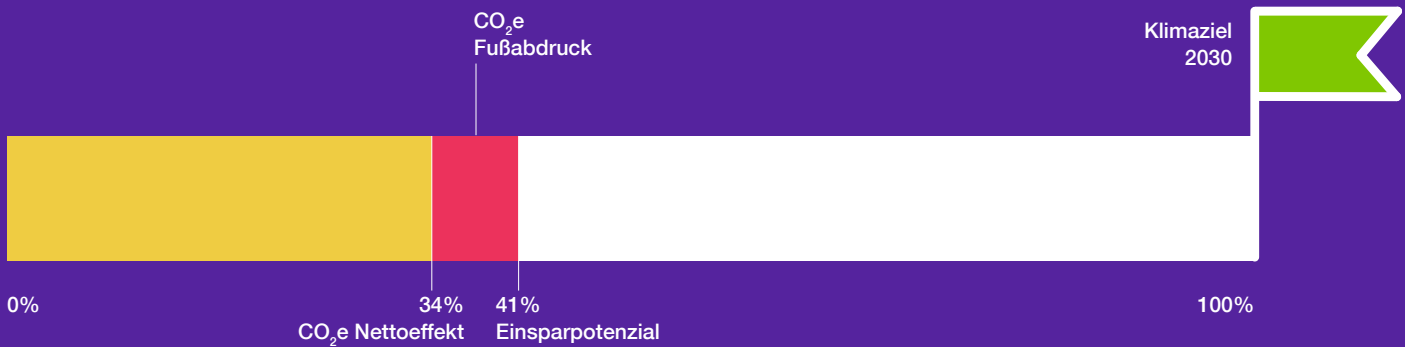 CO₂e
Fußabdruck
Klimaziel
2030
0%
34%
CO₂e Nettoeffekt
41%
Einsparpotenzial
100%